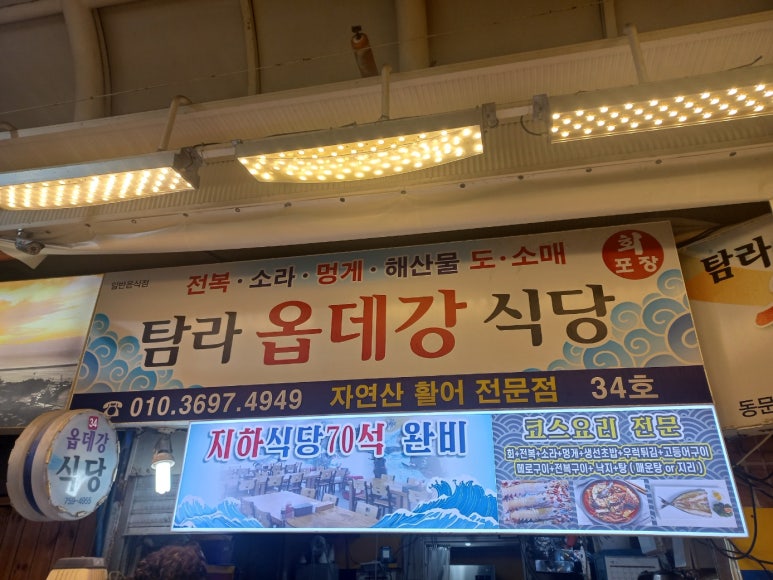 일반음식점
전복·소라·멍게·해산물 도·소매
회
포장
탐라 옵데강 식당
☎ 010.3697.4949 자연산 활어 전문점 34호
탐라
동문
34
옵데강
식당
지하식당70석 완비
코스요리 전문
회+전복+소라+멍게+생선초밥+우럭튀김+고등어구이
메로구이+전복구이+낙지+탕(매운탕 or 지리)